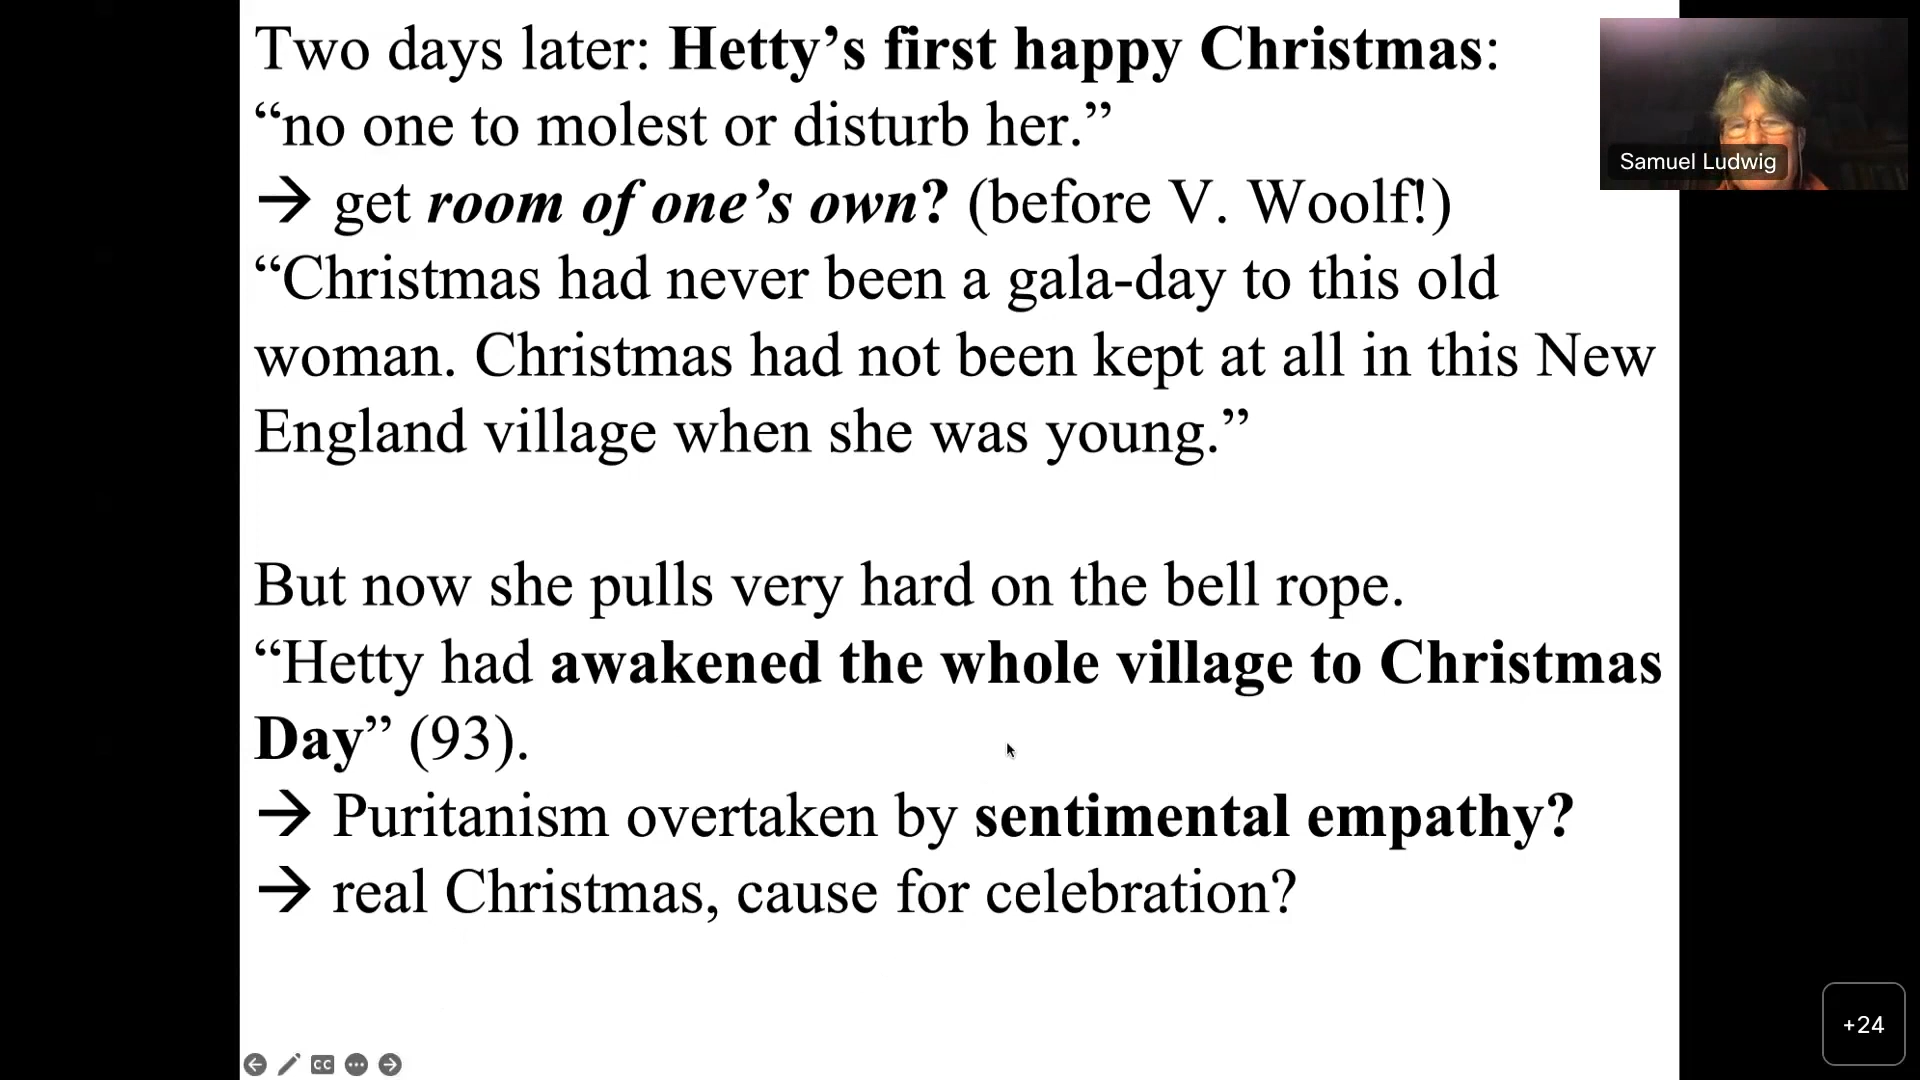 Two days later: Hetty’s first happy Christmas:
“no one to molest or disturb her.”
→ get room of one’s own? (before V. Woolf!)
“Christmas had never been a gala-day to this old
woman. Christmas had not been kept at all in this New
England village when she was young.”
But now she pulls very hard on the bell rope.
“Hetty had awakened the whole village to Christmas
Day” (93).
→ Puritanism overtaken by sentimental empathy?
→ real Christmas, cause for celebration?
Samuel Ludwig
CC
+24